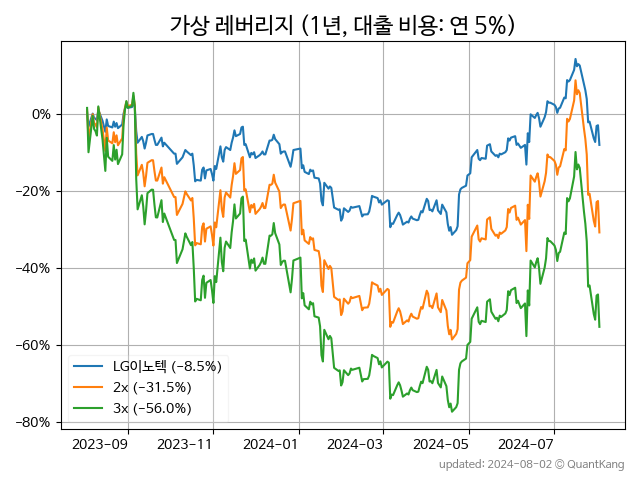 가상 레버리지 (1년, 대출 비용: 연 5%)
0%
−20%
−40%
−60%
−80%
LG이노텍 (−8.5%)
2x (−31.5%)
3x (−56.0%)
2023-09 2023-11 2024-01 2024-03 2024-05 2024-07
updated: 2024-08-02 © QuantKang